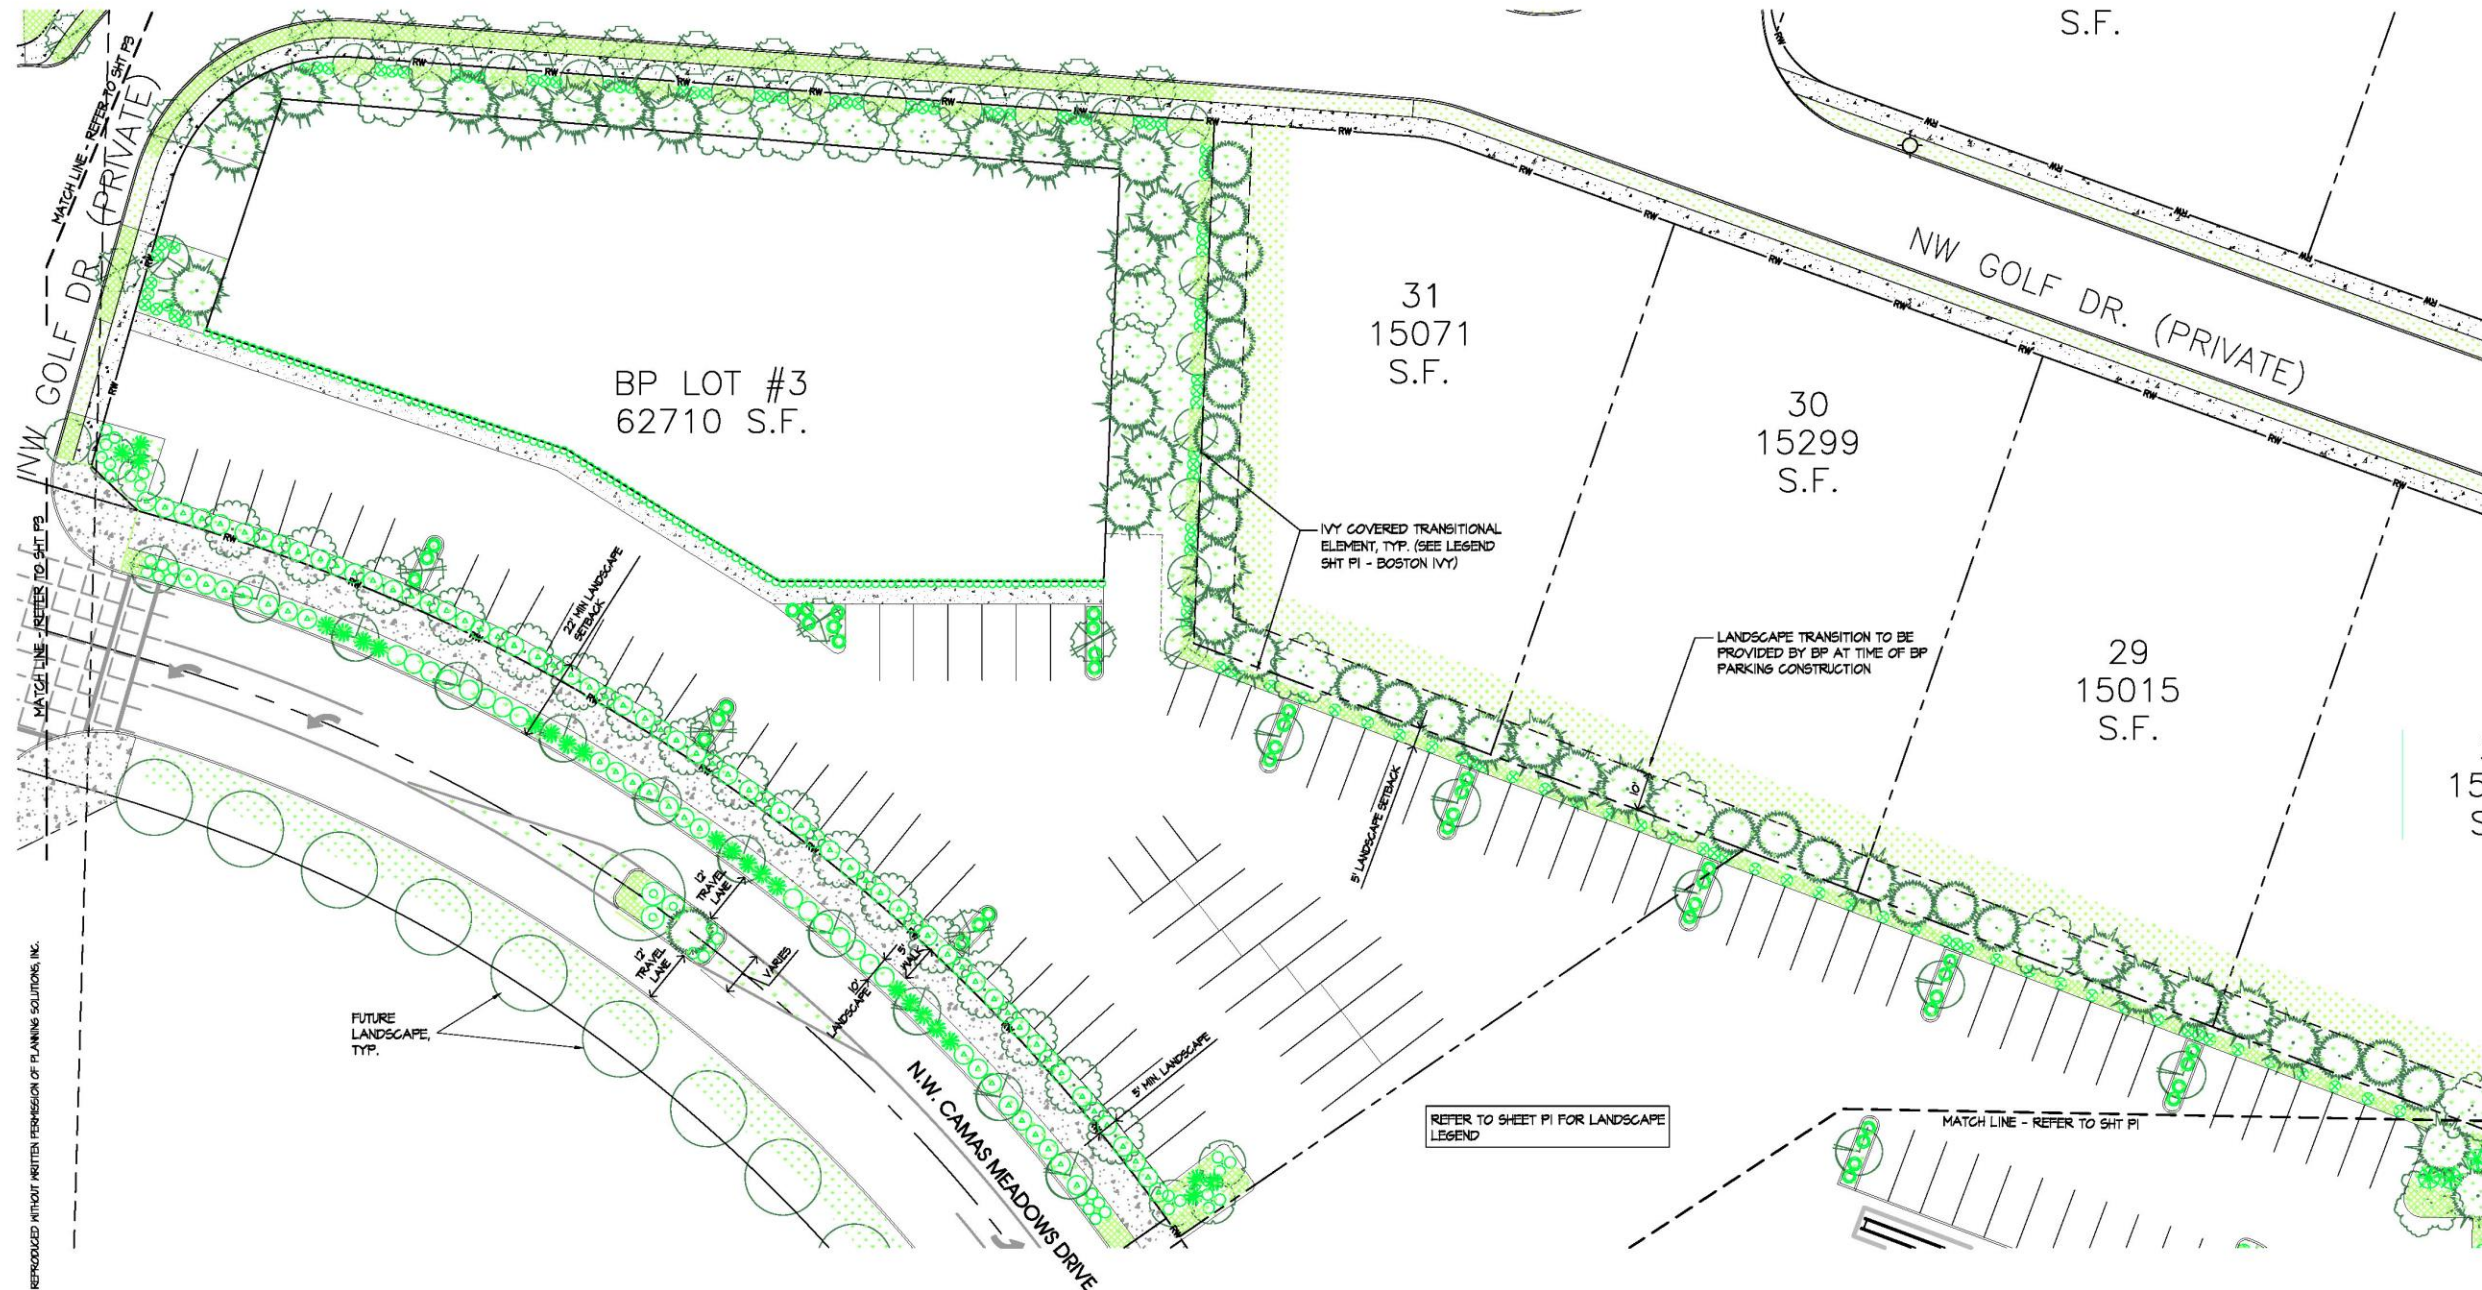 S.F.
MATCH LINE - REFER TO SHT P3
NW GOLF DR. (PRIVATE)
RW
NW GOLF DR. (PRIVATE)
31
15071
S.F.
BP LOT #3
62710 S.F.
30
15299
S.F.
IVY COVERED TRANSITIONAL
ELEMENT, TYP. (SEE LEGEND
SHT P1 - BOSTON IVY)
22' MIN LANDSCAPE
SETBACK
MATCH LINE - REFER TO SHT P3
LANDSCAPE TRANSITION TO BE
PROVIDED BY BP AT TIME OF BP
PARKING CONSTRUCTION
29
15015
S.F.
10'
5' LANDSCAPE SETBACK
12'
TRAVEL
LANE
12'
TRAVEL
LANE
VARIES
5'
WALK
10'
LANDSCAPE
FUTURE
LANDSCAPE,
TYP.
5' MIN. LANDSCAPE
N.W. CAMAS MEADOWS DRIVE
REFER TO SHEET P1 FOR LANDSCAPE
LEGEND
MATCH LINE - REFER TO SHT P1
REPRODUCED WITHOUT WRITTEN PERMISSION OF PLANNING SOLUTIONS, INC.